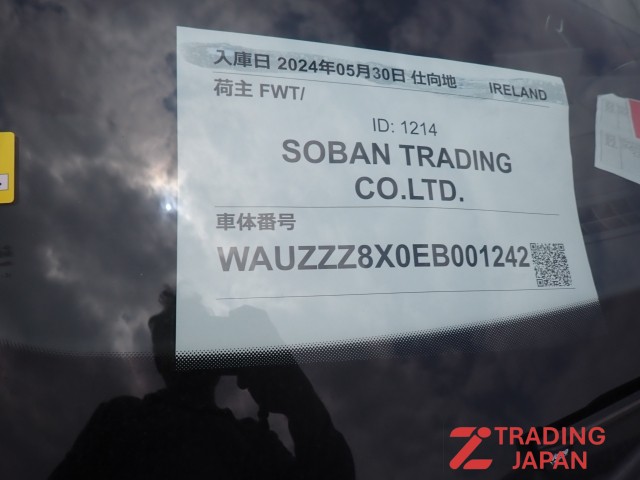 入庫日 2024年05月30日 仕向地 IRELAND
荷主 FWT/
ID: 1214
SOBAN TRADING
CO.LTD.
車体番号
WAUZZZ8X0EB001242
TRADING
JAPAN